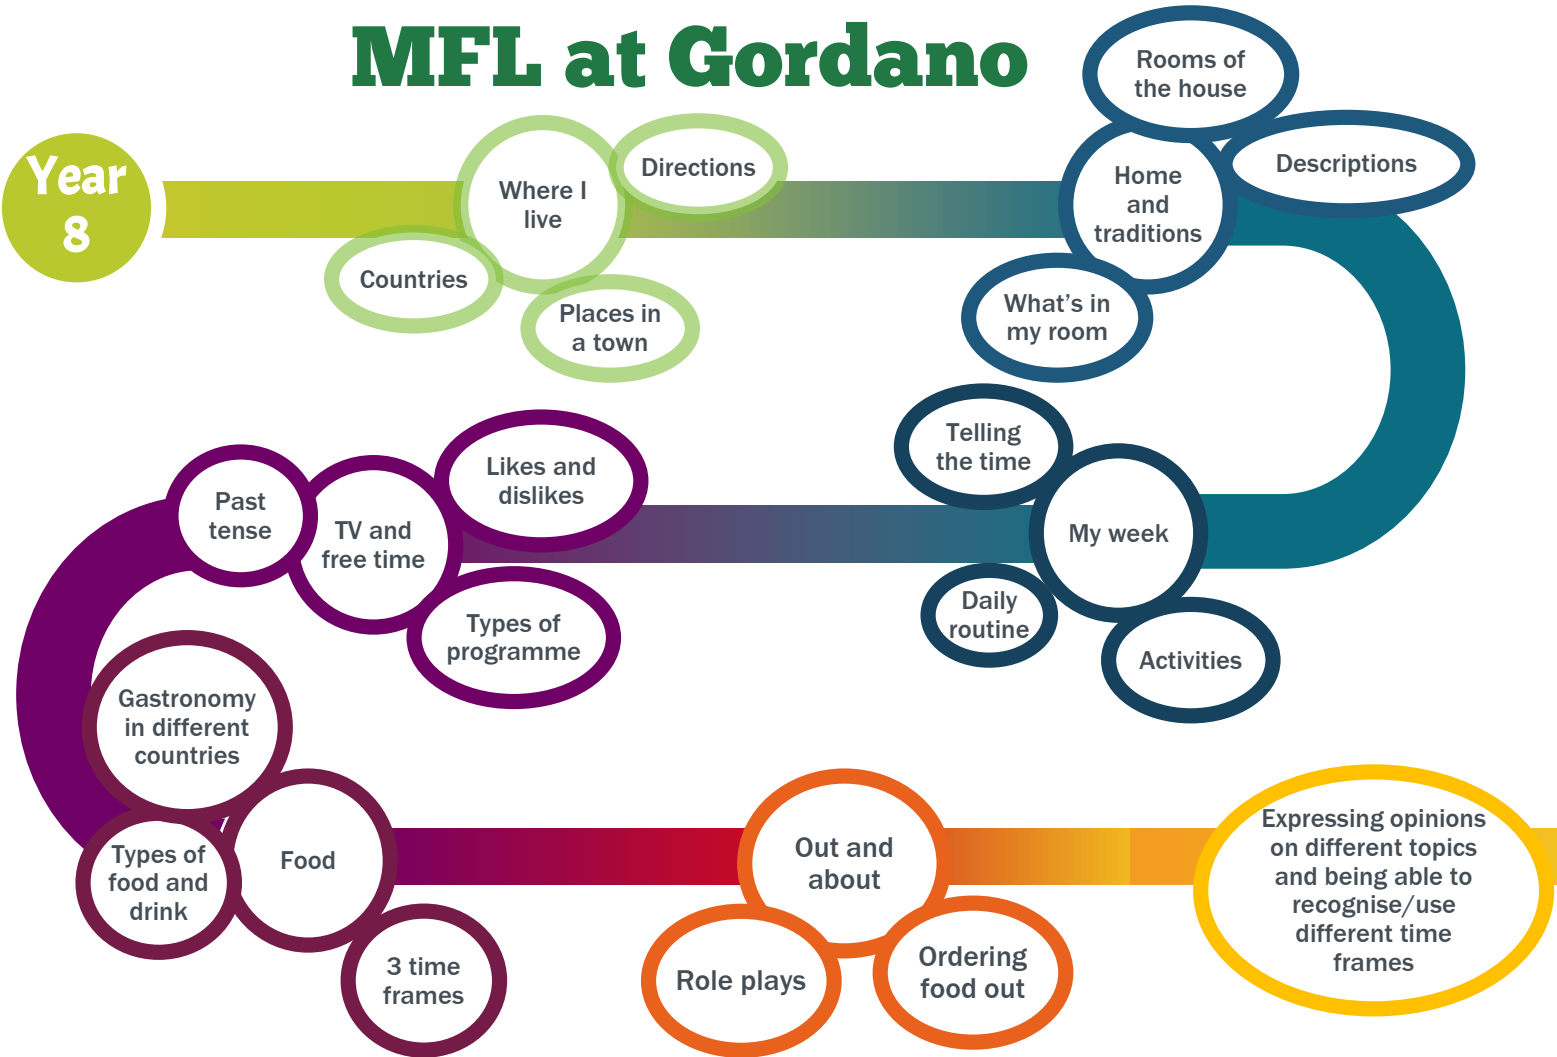 MFL at Gordano
Year
8
Where I
live
Directions
Countries
Places in
a town
Rooms of
the house
Descriptions
Home
and
traditions
What's in
my room
Telling
the time
My week
Daily
routine
Activities
Likes and
dislikes
TV and
free time
Past
tense
Types of
programme
Gastronomy
in different
countries
Types of
food and
drink
Food
3 time
frames
Out and
about
Role plays
Ordering
food out
Expressing opinions
on different topics
and being able to
recognise/use
different time
frames